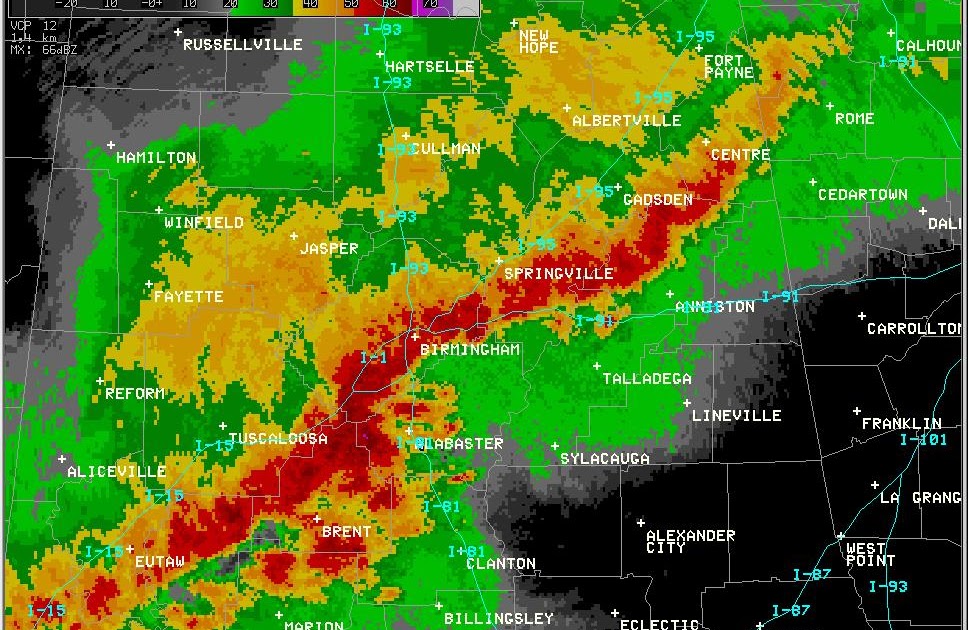 -20 -10 -0+ 10 20 30 40 50 60 70
VCP 12
1.4 km
MX: 66dBZ
I-93
NEW
HOPE
I-95
CALHOUN
RUSSELLVILLE
HARTSELLE
FORT
PAYNE
I-91
I-93
I-95
ALBERTVILLE
ROME
HAMILTON
I-93
CULLMAN
CENTRE
I-95
GADSDEN
CEDARTOWN
WINFIELD
I-93
DALL
JASPER
I-95
I-93
SPRINGVILLE
FAYETTE
ANNISTON
I-91
I-91
CARROLLTON
I-1
BIRMINGHAM
TALLADEGA
REFORM
LINEVILLE
FRANKLIN
TUSCALOOSA
I-15
ALABASTER
I-101
ALICEVILLE
SYLACAUGA
I-15
LA GRANG
I-81
BRENT
ALEXANDER
CITY
I-15
EUTAW
I-81
CLANTON
WEST
POINT
I-87
I-93
I-15
MARION
BILLINGSLEY
ECLECTIC
I-87